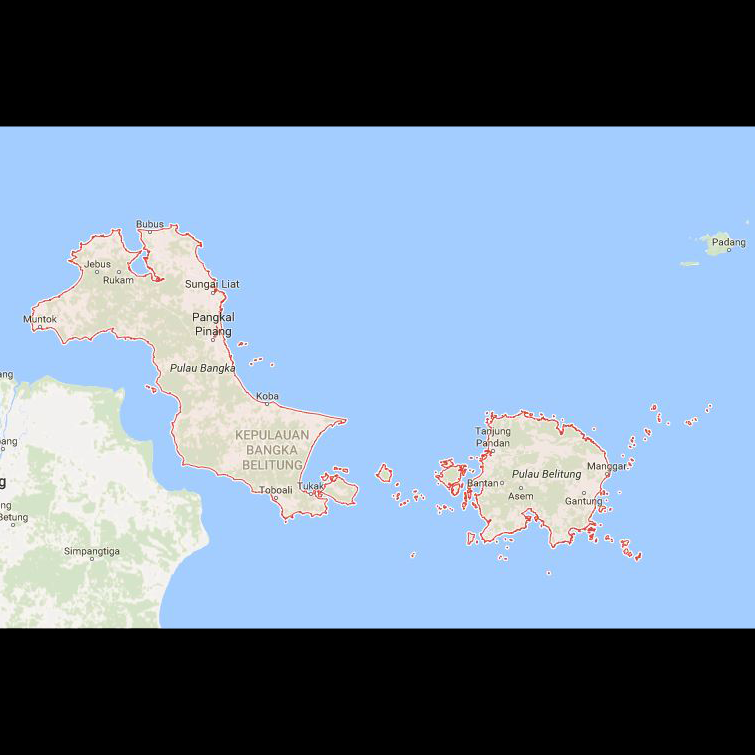 Bubus
Padang
Jebus
Rukam
Sungai Liat
Muntok
Pangkal
Pinang
Pulau Bangka
ang
Koba
KEPULAUAN
BANGKA
BELITUNG
Tanjung
Pandan
ang
Pulau Belitung
Manggar
g
Bantan
Asem
Gantung
Toboali
Tukak
ng
Betung
Simpangtiga